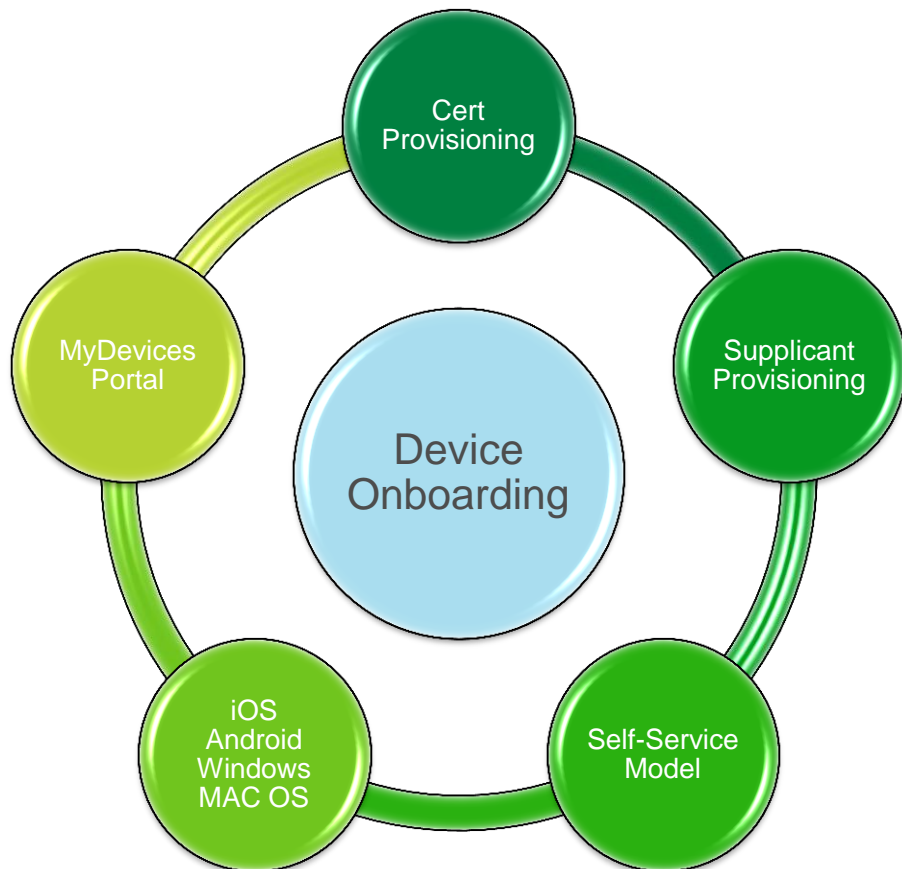 Cert
Provisioning
MyDevices
Portal
Supplicant
Provisioning
Device
Onboarding
iOS
Android
Windows
MAC OS
Self-Service
Model